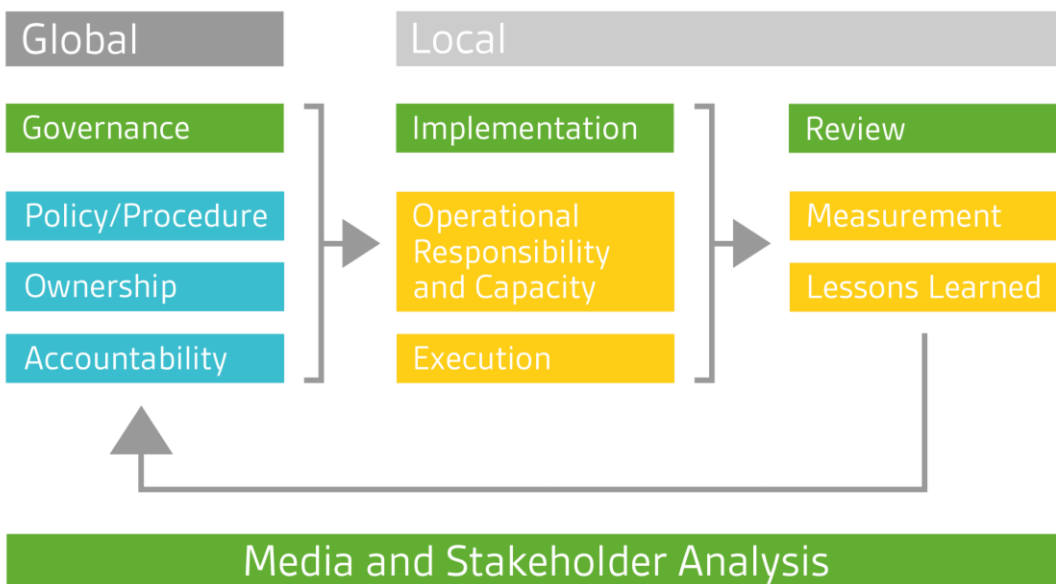 Global
Local
Governance
Policy/Procedure
Ownership
Accountability
Implementation
Operational
Responsibility
and Capacity
Execution
Review
Measurement
Lessons Learned
Media and Stakeholder Analysis